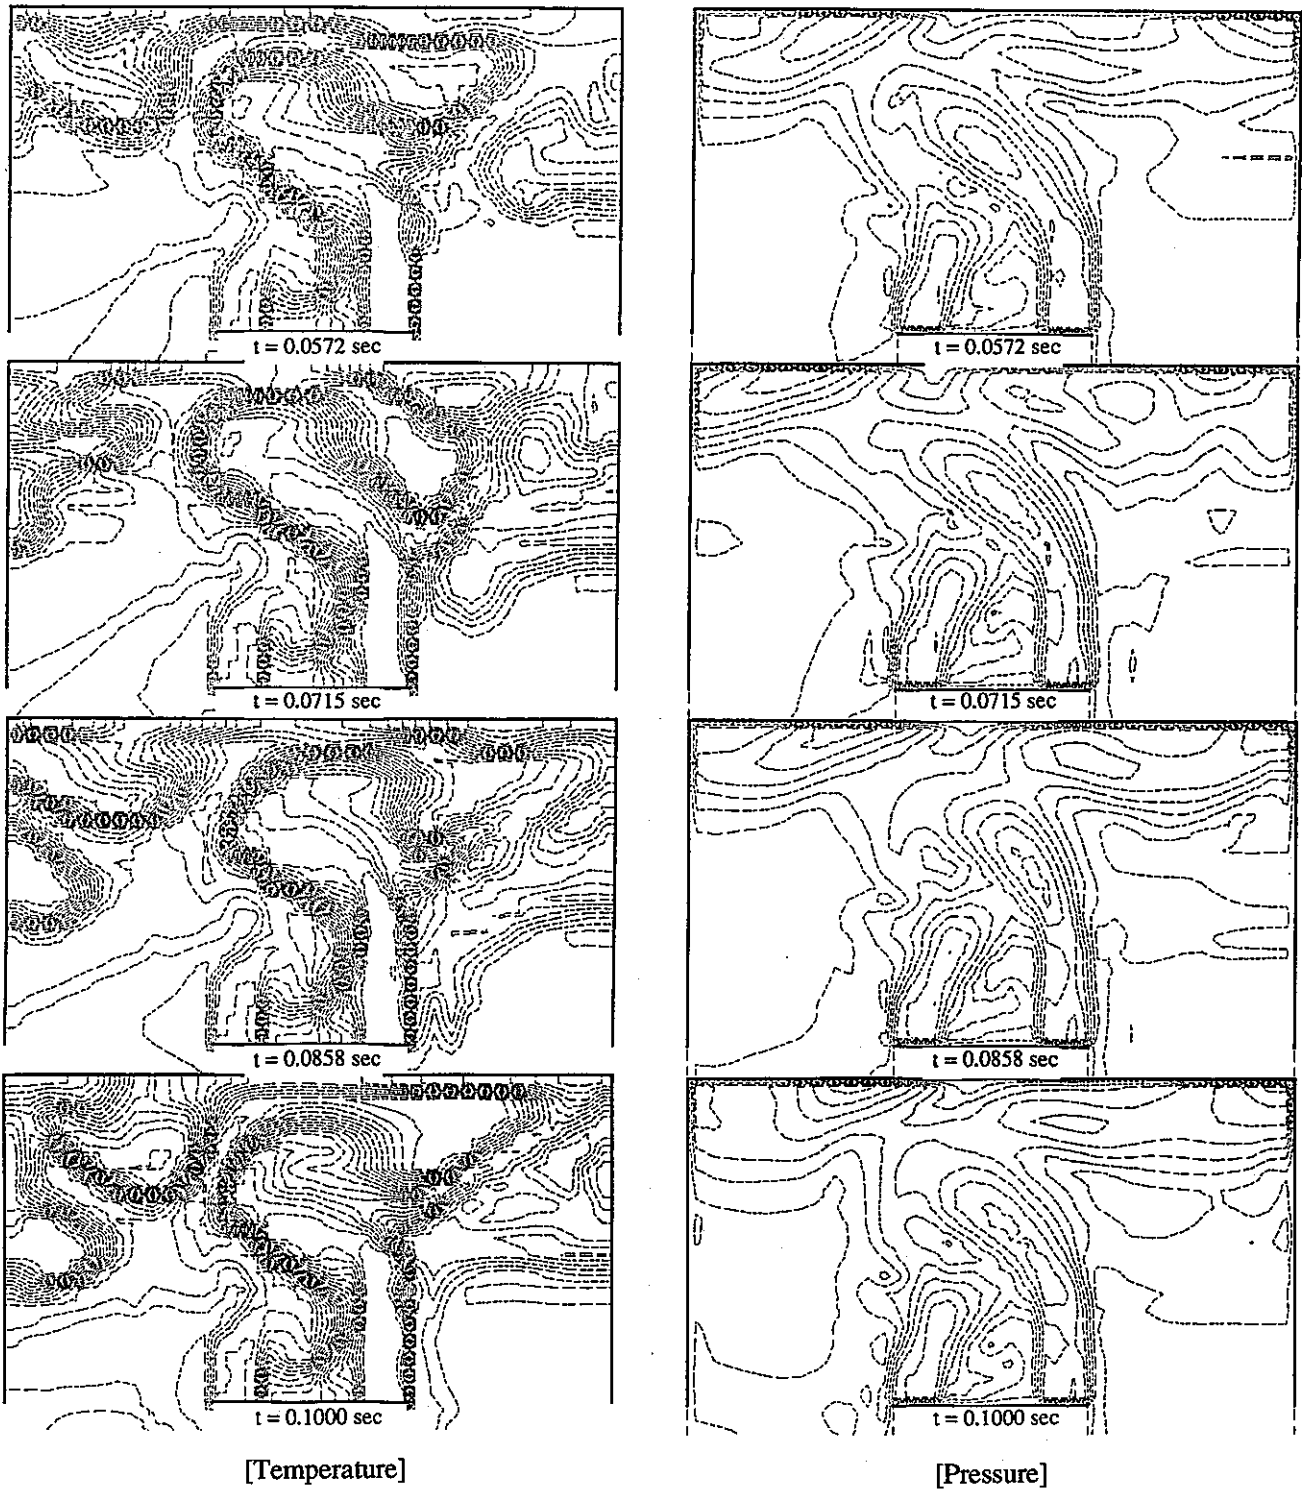 t = 0.0572 sec
t = 0.0572 sec
t = 0.0715 sec
t = 0.0715 sec
t = 0.0858 sec
t = 0.0858 sec
t = 0.1000 sec
t = 0.1000 sec
[Temperature]
[Pressure]